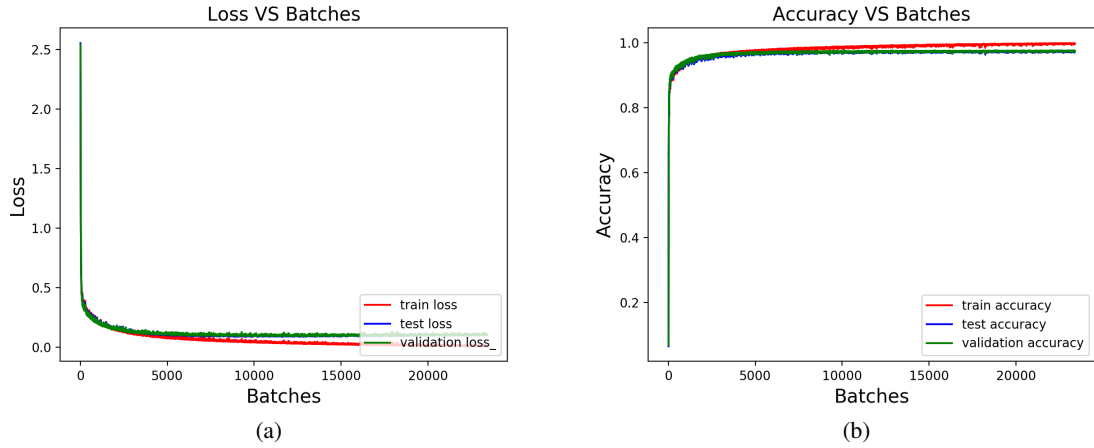 Loss VS Batches
2.5
2.0
1.5
1.0
0.5
0.0
Loss
train loss
test loss
validation loss_
0 5000 10000 15000 20000
Batches
(a)
Accuracy VS Batches
1.0
0.8
0.6
0.4
0.2
Accuracy
train accuracy
test accuracy
validation accuracy
0 5000 10000 15000 20000
Batches
(b)